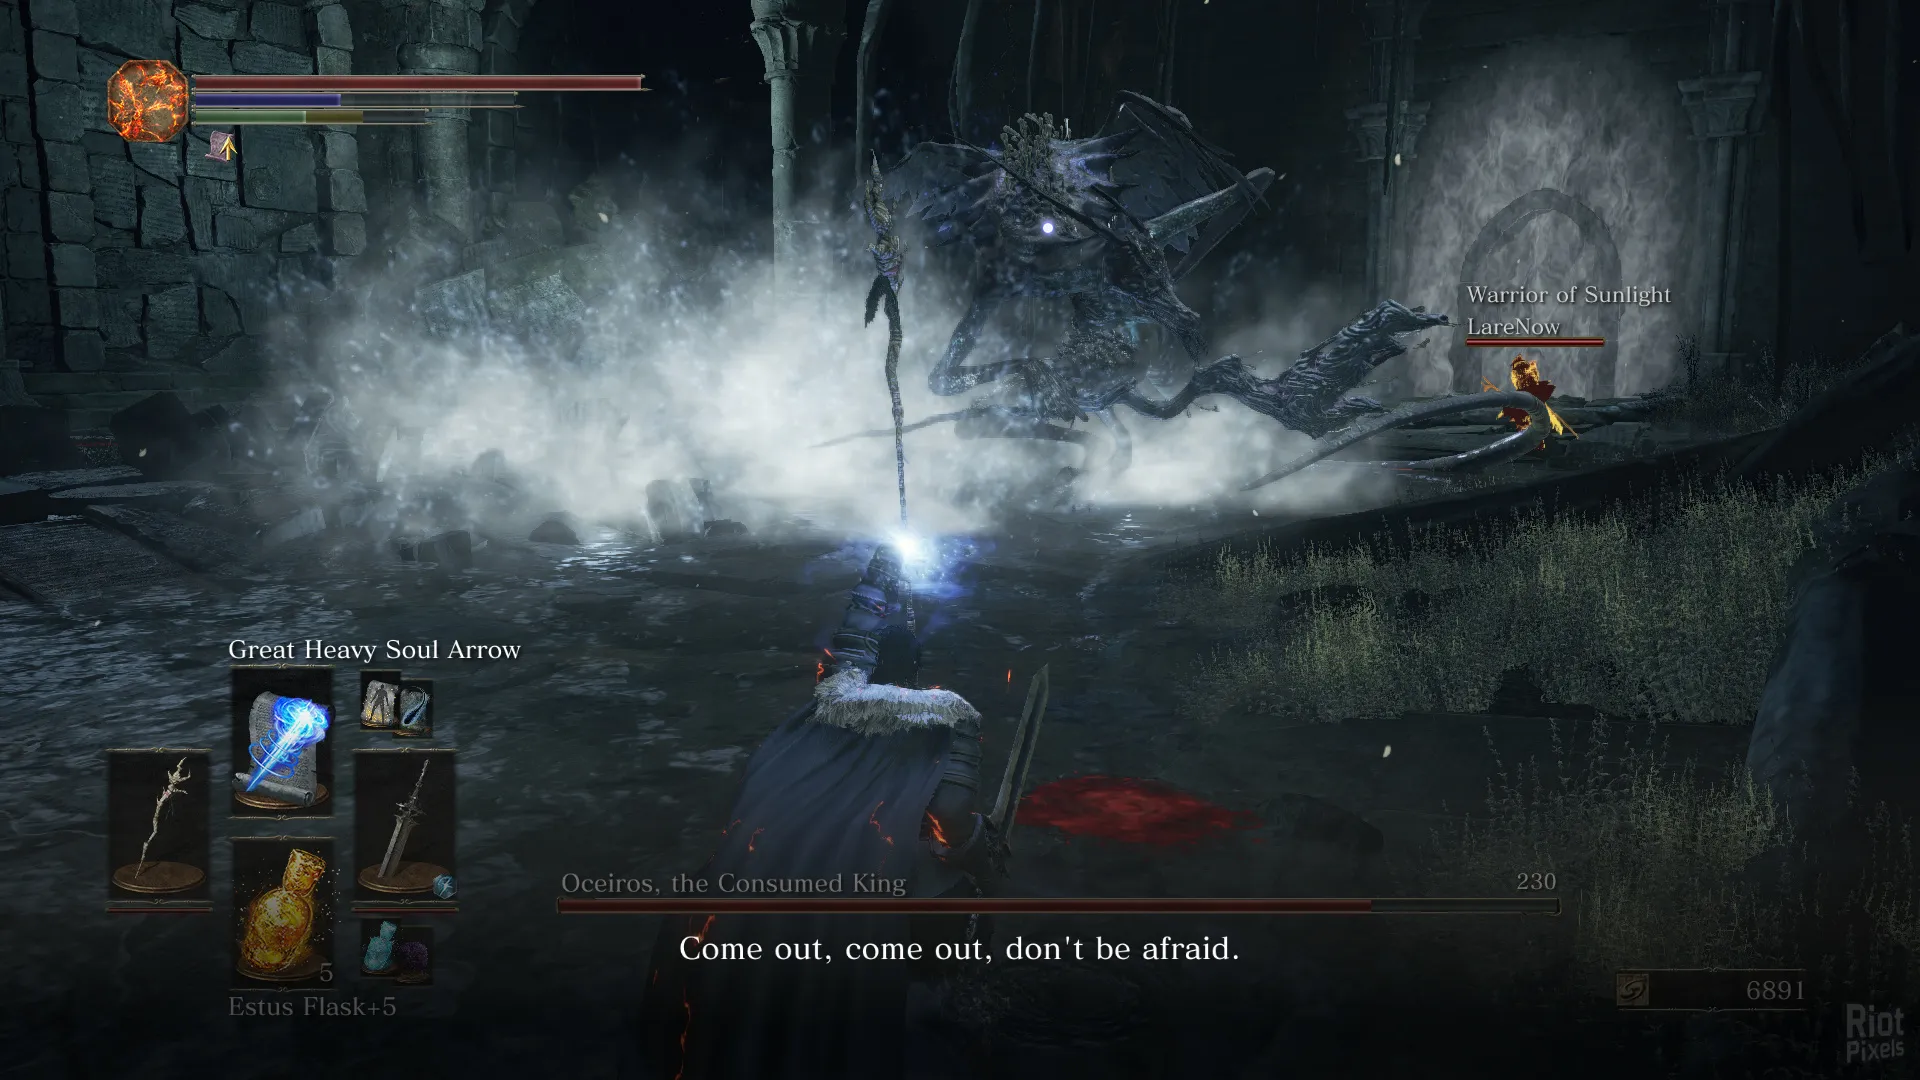 Warrior of Sunlight
LareNow
Great Heavy Soul Arrow
5
Estus Flask+5
Oceiros, the Consumed King
230
Come out, come out, don't be afraid.
6891
Riot
Pixels